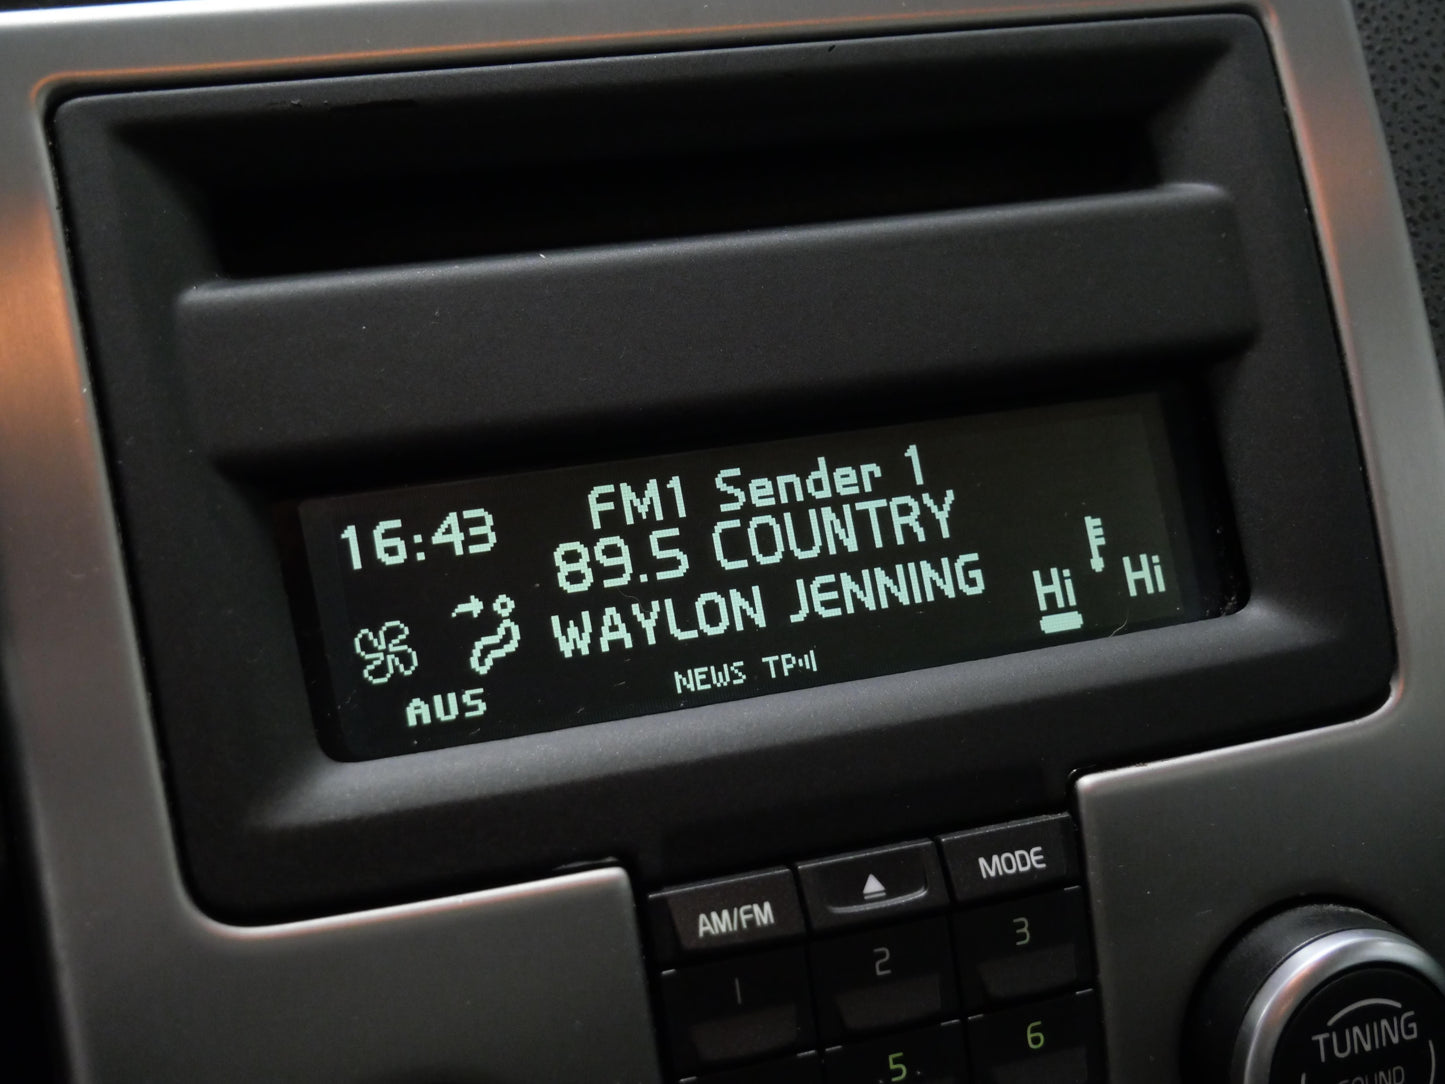 FM1 Sender 1
16:43
89.5 COUNTRY
WAYLON JENNING
Hi Hi
NEWS TP
AUS
AM/FM
MODE
1 2 3
5 6
TUNING